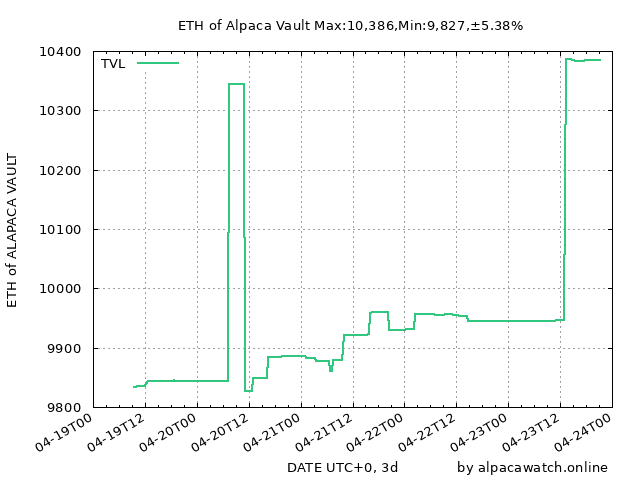 ETH of Alpaca Vault Max:10,386,Min:9,827,±5.38%
TVL
ETH of ALAPACA VAULT
10400
10300
10200
10100
10000
9900
9800
04-19T00
04-19T12
04-20T00
04-20T12
04-21T00
04-21T12
04-22T00
04-22T12
04-23T00
04-23T12
04-24T00
DATE UTC+0, 3d
by alpacawatch.online